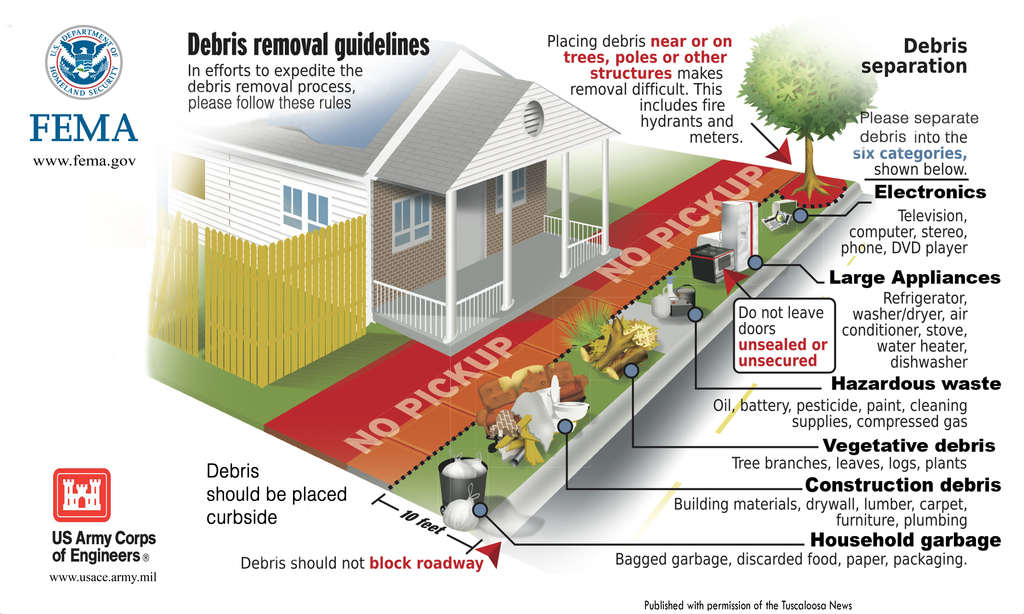 U.S. DEPARTMENT OF
HOMELAND SECURITY
FEMA
www.fema.gov
Debris removal guidelines
In efforts to expedite the
debris removal process,
please follow these rules
Placing debris near or on
trees, poles or other
structures makes
removal difficult. This
includes fire
hydrants and
meters.
Debris
separation
Please separate
debris into the
six categories,
shown below.
Electronics
Television,
computer, stereo,
phone, DVD player
Large Appliances
Refrigerator,
washer/dryer, air
conditioner, stove,
water heater,
dishwasher
Do not leave
doors
unsealed or
unsecured
Hazardous waste
Oil, battery, pesticide, paint, cleaning
supplies, compressed gas
Vegetative debris
Tree branches, leaves, logs, plants
Construction debris
Building materials, drywall, lumber, carpet,
furniture, plumbing
Household garbage
Bagged garbage, discarded food, paper, packaging.
NO PICKUP
NO PICKUP
Debris
should be placed
curbside
10 feet
Debris should not block roadway
US Army Corps
of Engineers ®
www.usace.army.mil
Published with permission of the Tuscaloosa News